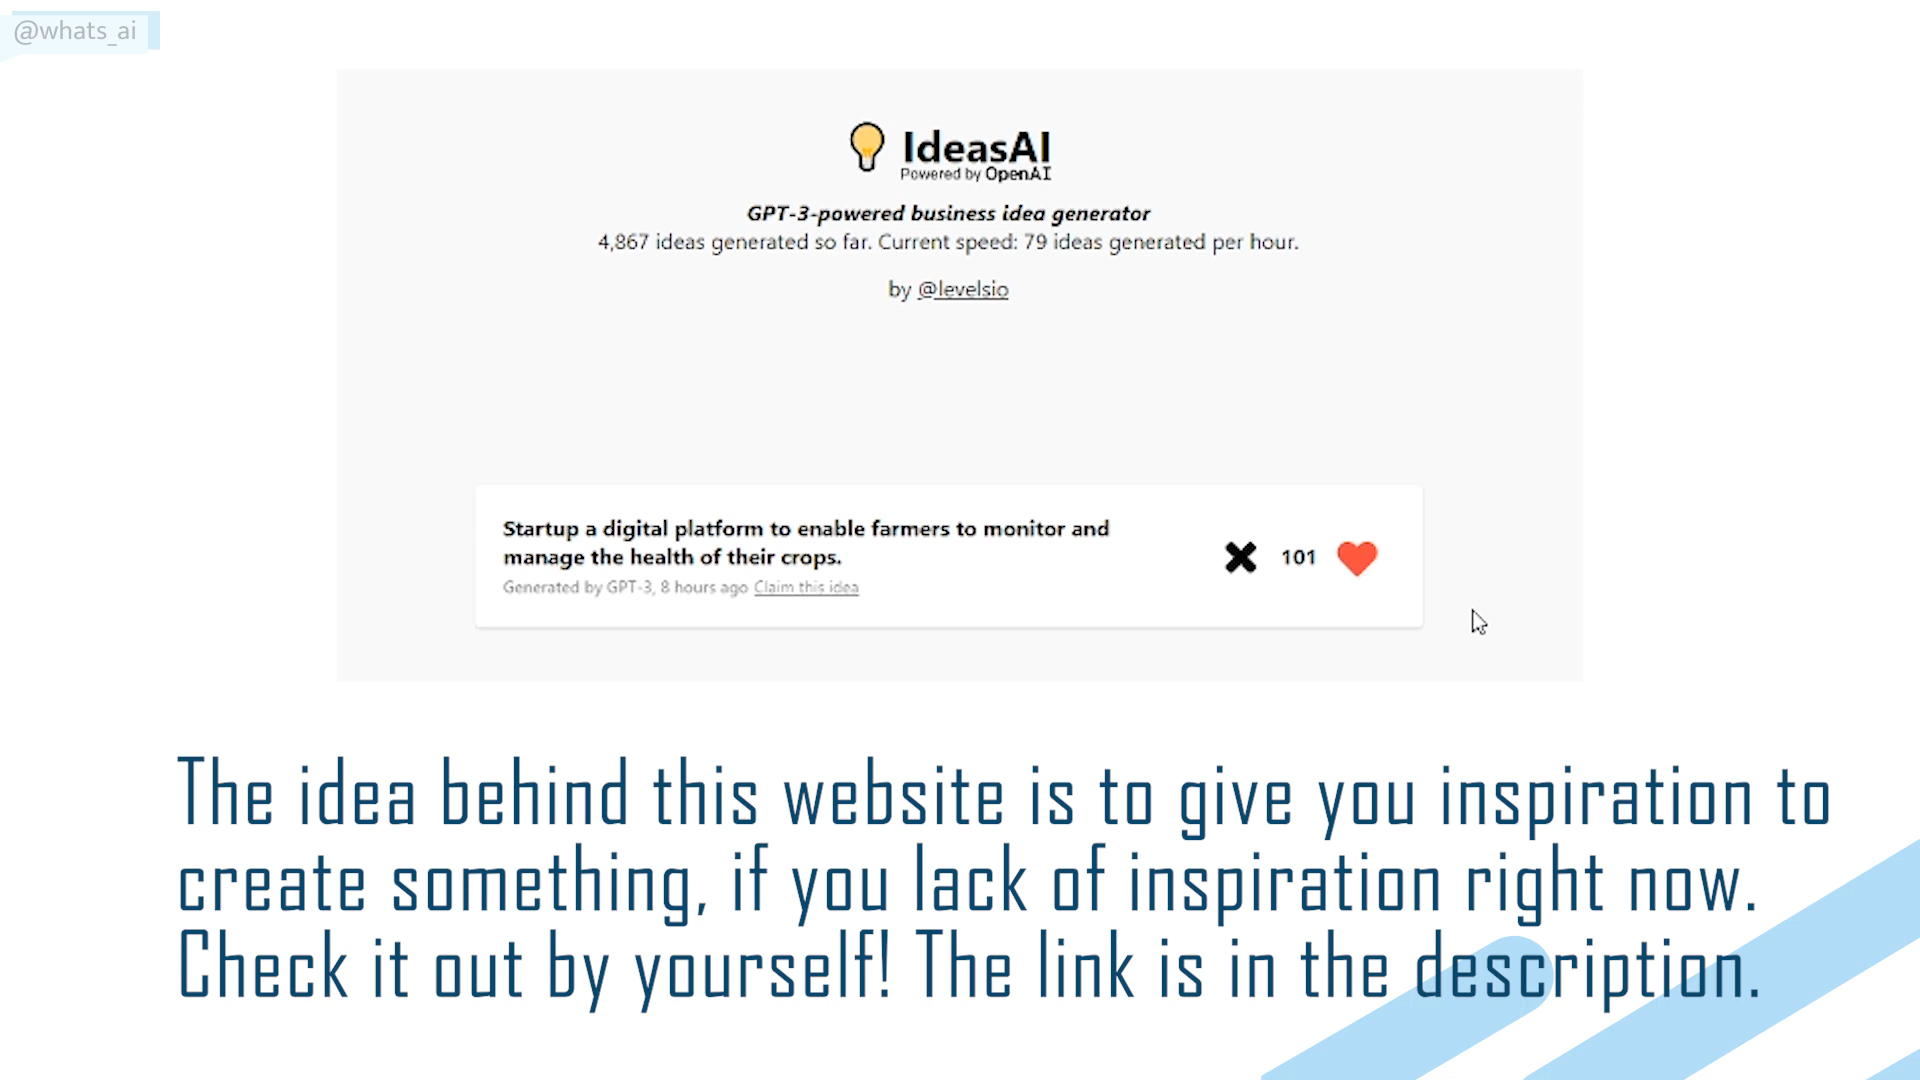 @whats_ai
IdeasAI
Powered by OpenAI
GPT-3-powered business idea generator
4,867 ideas generated so far. Current speed: 79 ideas generated per hour.
by @levelsio
Startup a digital platform to enable farmers to monitor and
manage the health of their crops.
101
Generated by GPT-3, 8 hours ago Claim this idea
The idea behind this website is to give you inspiration to
create something, if you lack of inspiration right now.
Check it out by yourself! The link is in the description.